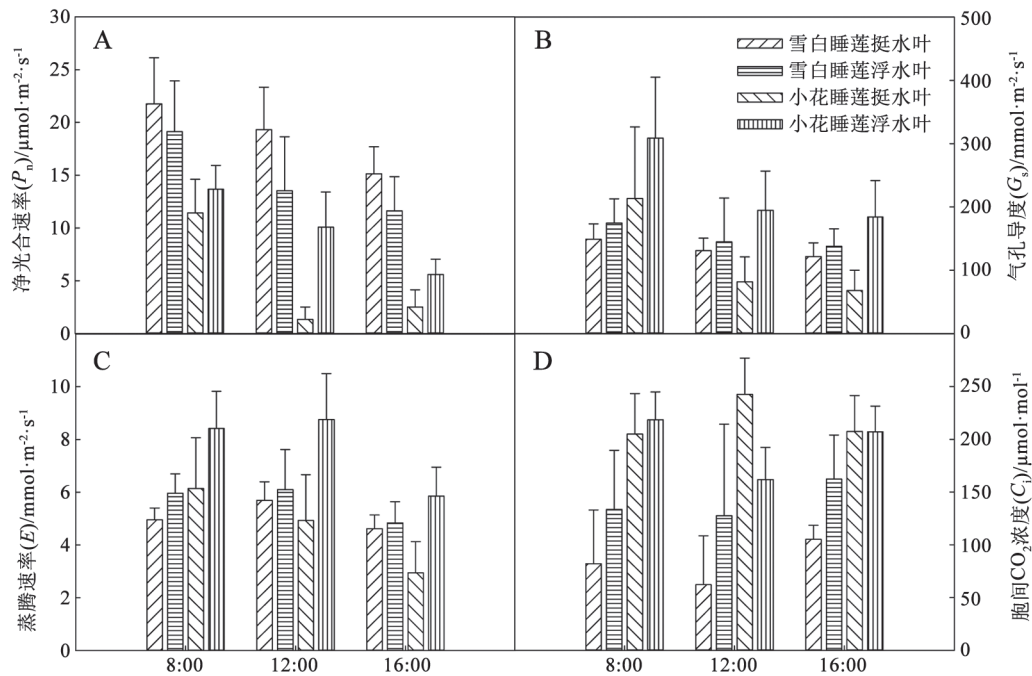 A
30
25
20
15
10
5
0
净光合速率(Pn)/μmol·m-2·s-1
B
雪白睡莲挺水叶
雪白睡莲浮水叶
小花睡莲挺水叶
小花睡莲浮水叶
500
400
300
200
100
0
气孔导度(Gs)/mmol·m-2·s-1
C
10
8
6
4
2
0
蒸腾速率(E)/mmol·m-2·s-1
8:00 12:00 16:00
D
250
200
150
100
50
0
胞间CO2浓度(Ci)/μmol·mol-1
8:00 12:00 16:00